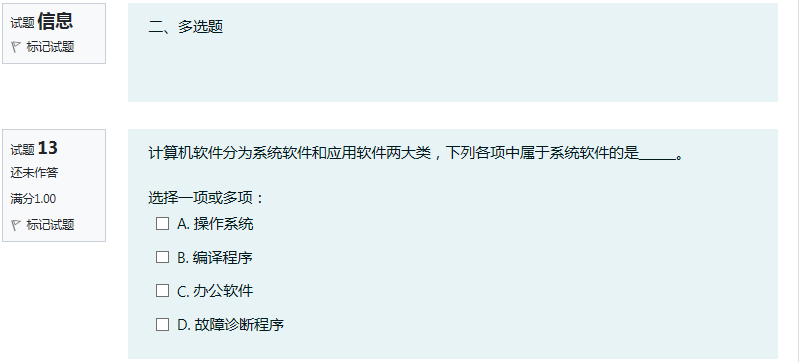 试题 信息
标记试题
二、多选题
试题 13
还未作答
满分1.00
标记试题
计算机软件分为系统软件和应用软件两大类，下列各项中属于系统软件的是_____。
选择一项或多项：
A. 操作系统
B. 编译程序
C. 办公软件
D. 故障诊断程序